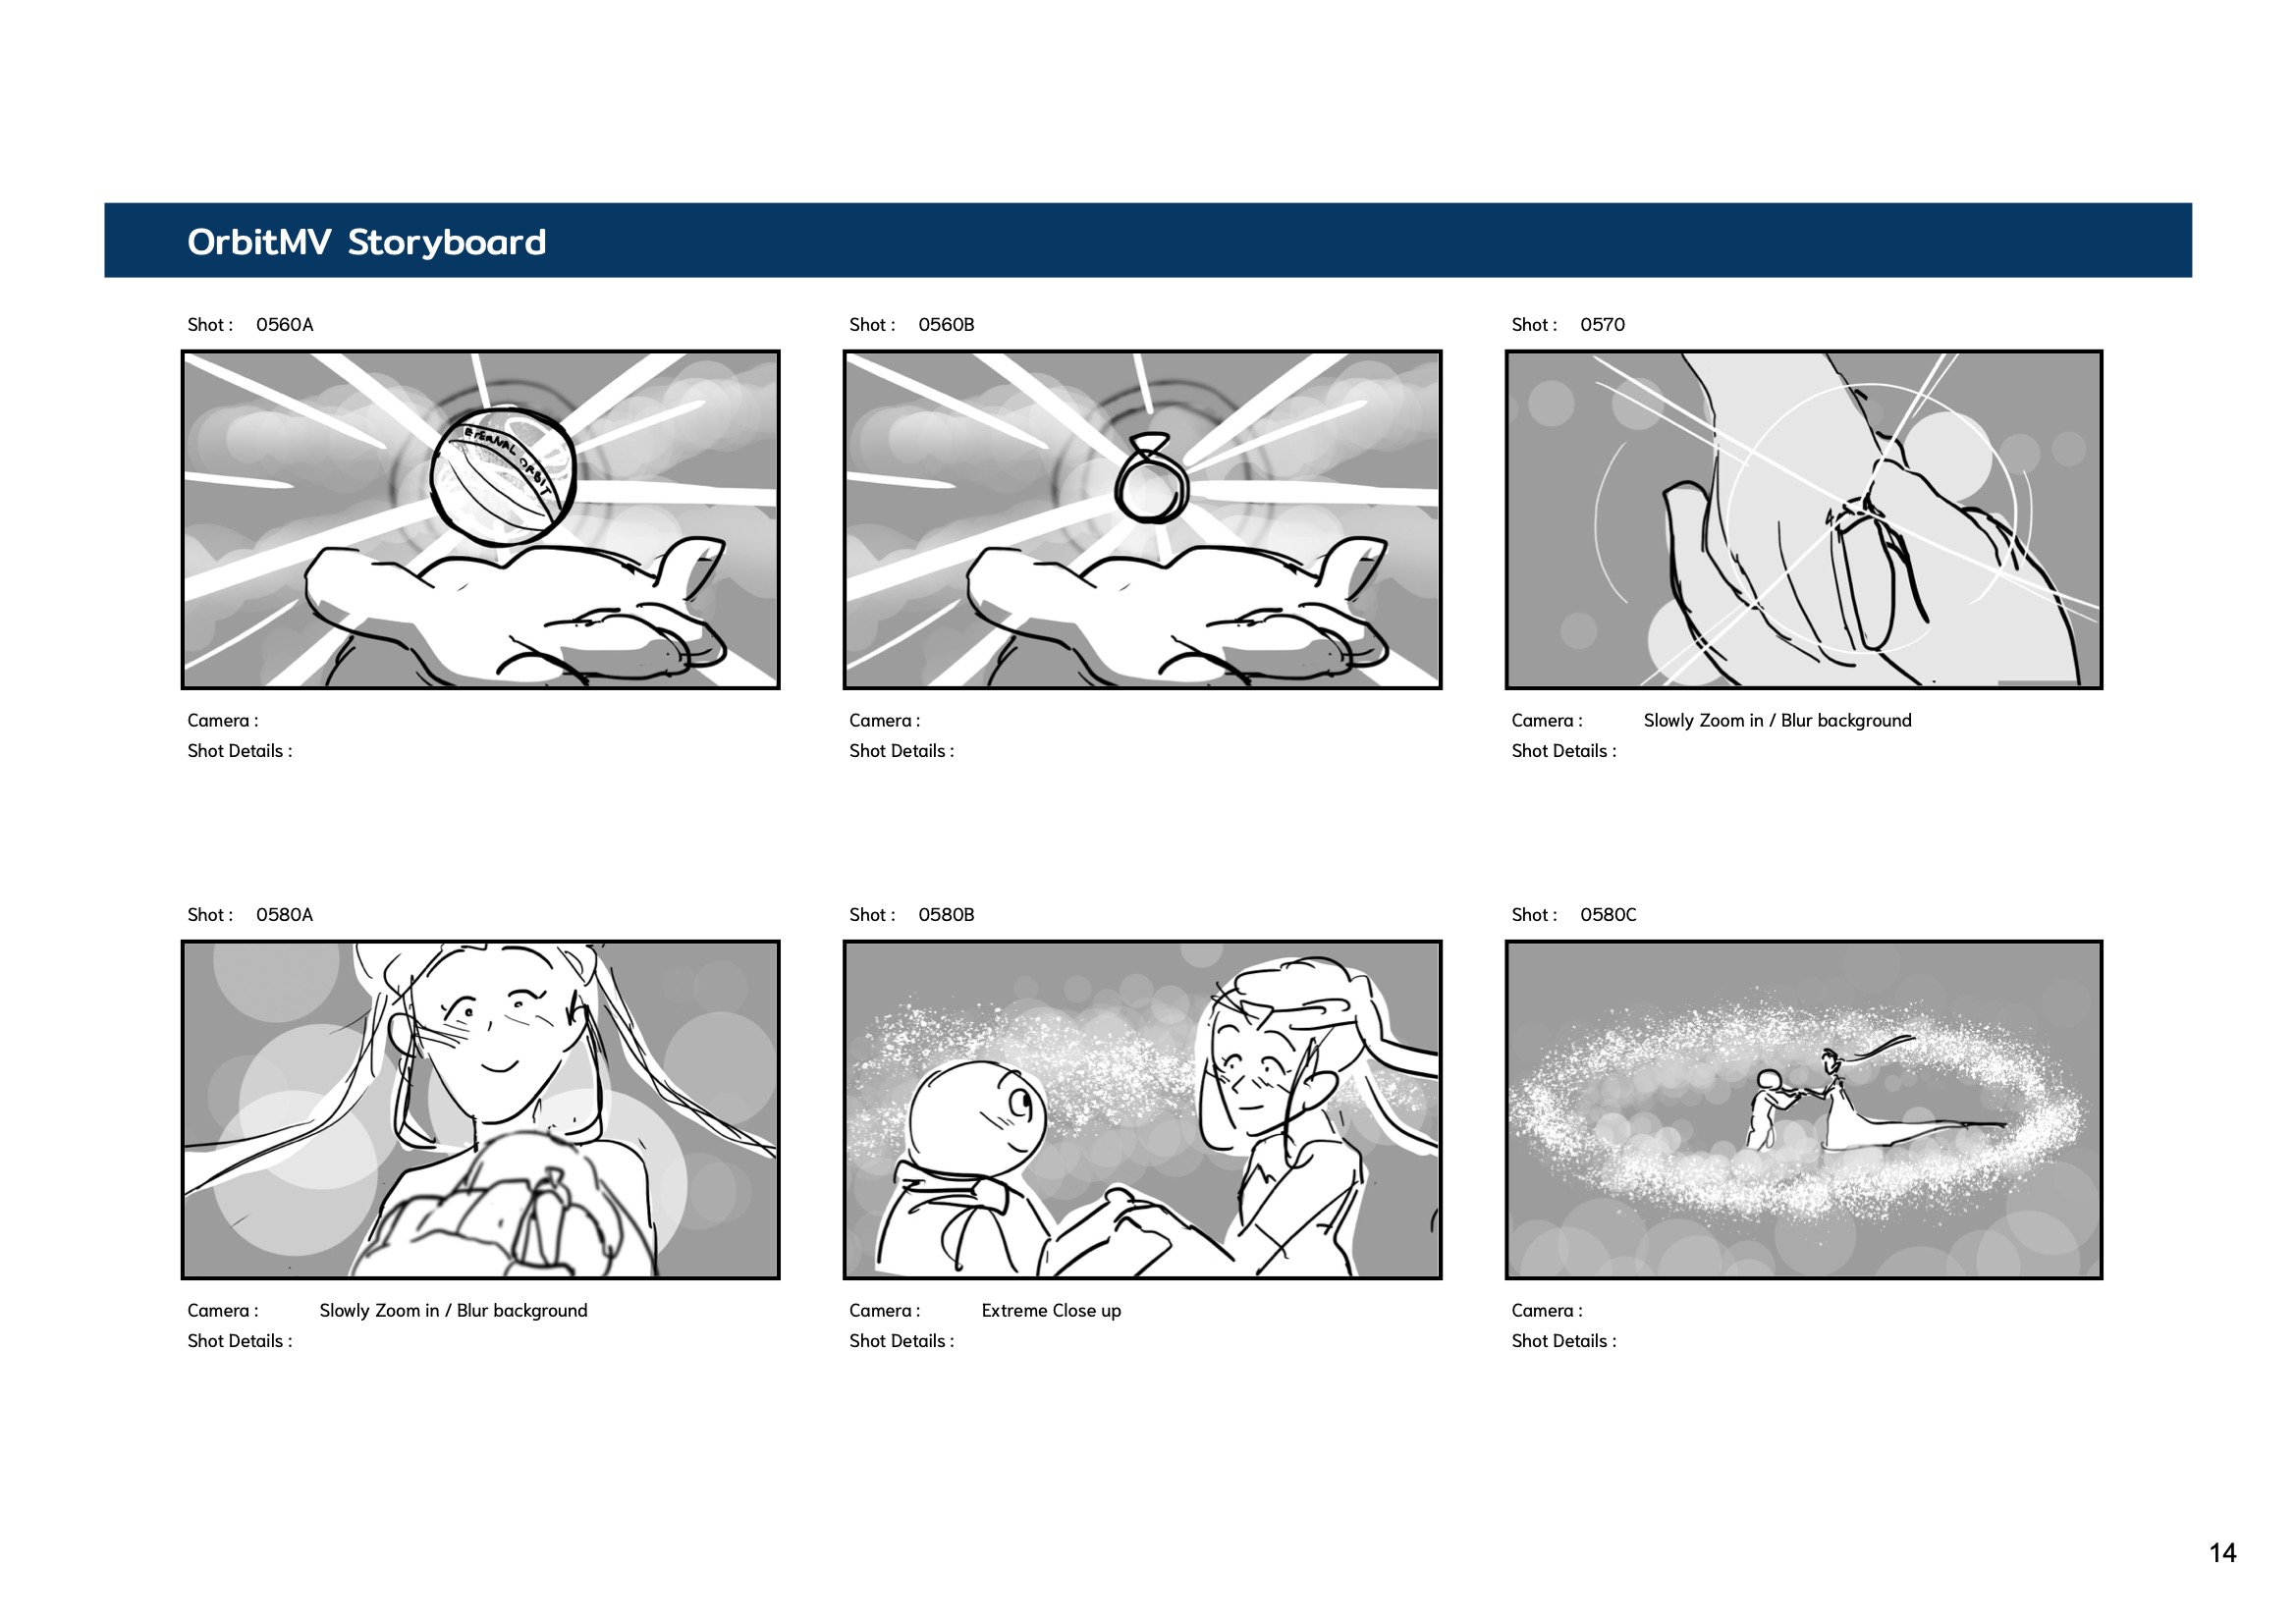 OrbitMV Storyboard
Shot : 0560A
Shot : 0560B
Shot : 0570
ETERNAL ORBIT
Camera :
Shot Details :
Camera :
Shot Details :
Camera : Slowly Zoom in / Blur background
Shot Details :
Shot : 0580A
Shot : 0580B
Shot : 0580C
Camera : Slowly Zoom in / Blur background
Shot Details :
Camera : Extreme Close up
Shot Details :
Camera :
Shot Details :
14